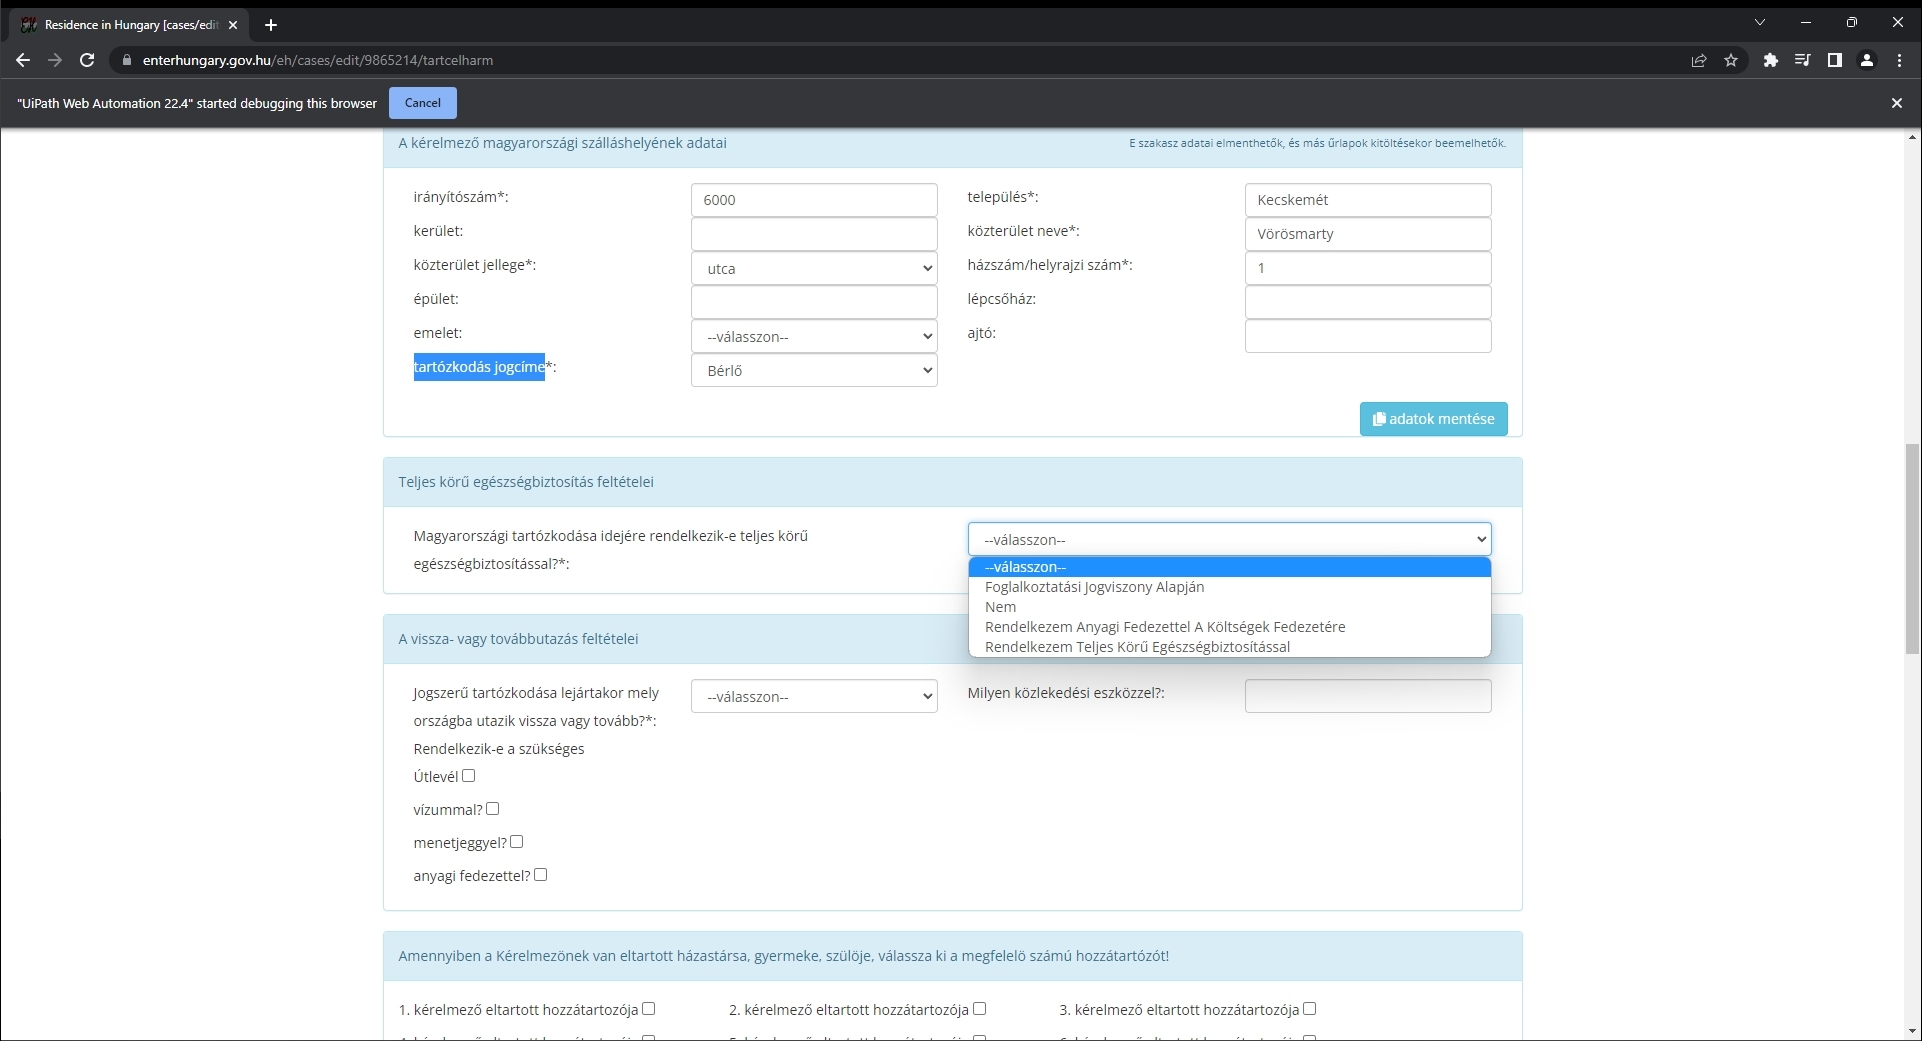 Residence in Hungary [cases/edit
enterhungary.gov.hu/eh/cases/edit/9865214/tartcelharm
"UiPath Web Automation 22.4" started debugging this browser
Cancel
A kérelmező magyarországi szálláshelyének adatai
E szakasz adatai elmenthetők, és más űrlapok kitöltésekor beemelhetők.
irányítószám*: 6000 település*: Kecskemét
kerület: közterület neve*: Vörösmarty
közterület jellege*: utca házszám/helyrajzi szám*: 1
épület: lépcsőház:
emelet: --válasszon-- ajtó:
tartózkodás jogcíme*: Bérlő
adatok mentése
Teljes körű egészségbiztosítás feltételei
Magyarországi tartózkodása idejére rendelkezik-e teljes körű
egészségbiztosítással?*:
--válasszon--
--válasszon--
Foglalkoztatási Jogviszony Alapján
Nem
Rendelkezem Anyagi Fedezettel A Költségek Fedezetére
Rendelkezem Teljes Körű Egészségbiztosítással
A vissza- vagy továbbutazás feltételei
Jogszerű tartózkodása lejártakor mely
országba utazik vissza vagy tovább?*:
--válasszon--
Milyen közlekedési eszközzel?:
Rendelkezik-e a szükséges
Útlevél
vízummal?
menetjeggyel?
anyagi fedezettel?
Amennyiben a Kérelmezönek van eltartott házastársa, gyermeke, szülöje, válassza ki a megfelelö számú hozzátartózót!
1. kérelmező eltartott hozzátartozója 2. kérelmező eltartott hozzátartozója 3. kérelmező eltartott hozzátartozója